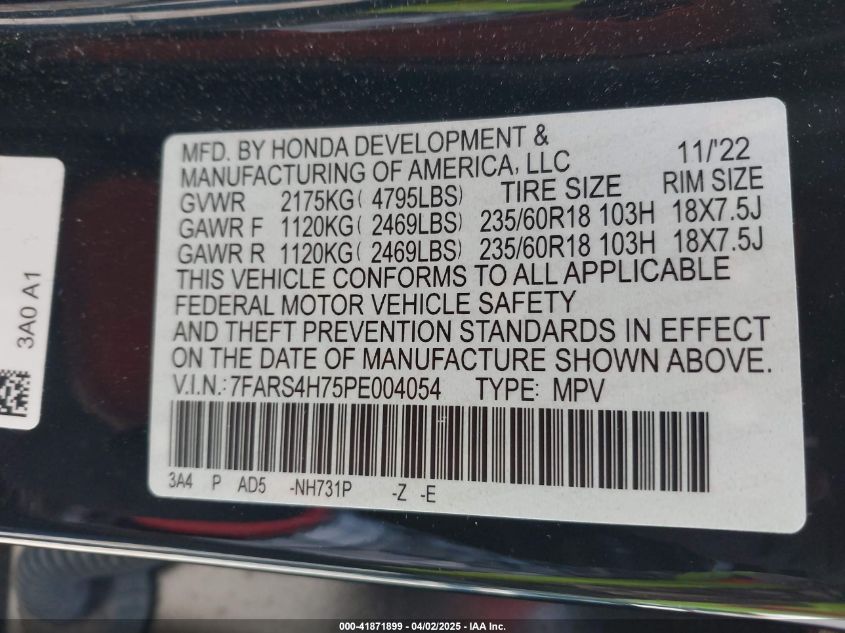 MFD. BY HONDA DEVELOPMENT &
MANUFACTURING OF AMERICA, LLC 11/'22
GVWR 2175KG( 4795LBS) TIRE SIZE RIM SIZE
GAWR F 1120KG( 2469LBS) 235/60R18 103H 18X7.5J
GAWR R 1120KG( 2469LBS) 235/60R18 103H 18X7.5J
THIS VEHICLE CONFORMS TO ALL APPLICABLE
FEDERAL MOTOR VEHICLE SAFETY
AND THEFT PREVENTION STANDARDS IN EFFECT
ON THE DATE OF MANUFACTURE SHOWN ABOVE.
V.I.N.:7FARS4H75PE004054 TYPE: MPV
3A4 P AD5 -NH731P -Z -E
3A0 A1
000-41871899 - 04/02/2025 - IAA Inc.